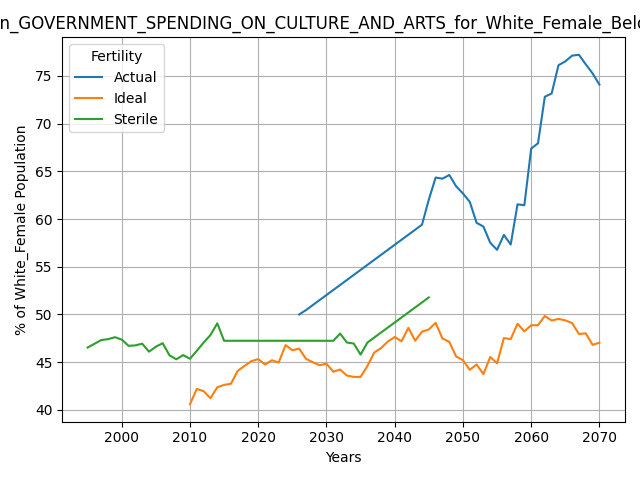 n_GOVERNMENT_SPENDING_ON_CULTURE_AND_ARTS_for_White_Female_Belo
Fertility
Actual
Ideal
Sterile
% of White_Female Population
75
70
65
60
55
50
45
40
2000 2010 2020 2030 2040 2050 2060 2070
Years